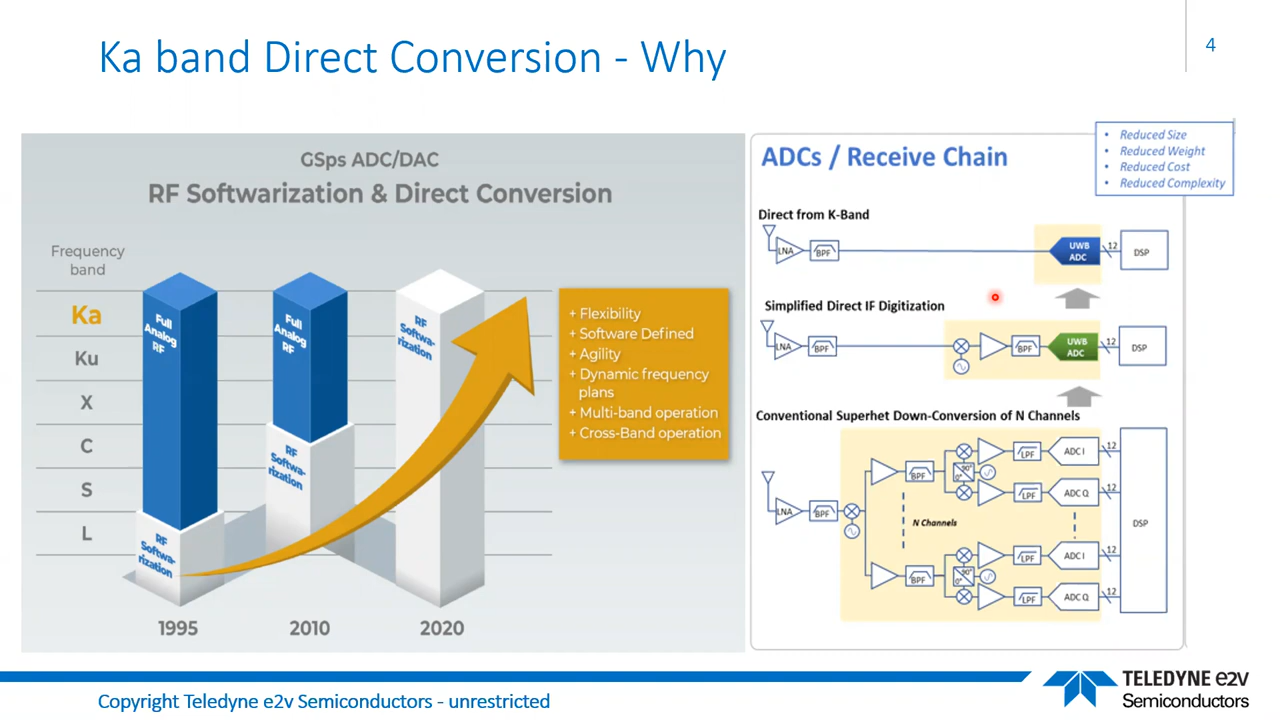 Ka band Direct Conversion - Why
4
GSps ADC/DAC
RF Softwarization & Direct Conversion
Frequency
band
Ka
Ku
X
C
S
L
Full
Analog
RF
RF
Softwa-
rization
1995
Full
Analog
RF
RF
Softwa-
rization
2010
RF
Softwa-
rization
2020
+ Flexibility
+ Software Defined
+ Agility
+ Dynamic frequency
plans
+ Multi-band operation
+ Cross-Band operation
ADCs / Receive Chain
• Reduced Size
• Reduced Weight
• Reduced Cost
• Reduced Complexity
Direct from K-Band
LNA
BPF
UWB
ADC
12
DSP
Simplified Direct IF Digitization
LNA
BPF
BPF
UWB
ADC
12
DSP
Conventional Superhet Down-Conversion of N Channels
LNA
BPF
BPF
90°
0°
LPF
ADC I
12
LPF
ADC Q
12
N Channels
DSP
BPF
90°
0°
LPF
ADC I
12
LPF
ADC Q
12
Copyright Teledyne e2v Semiconductors - unrestricted
TELEDYNE e2v
Semiconductors